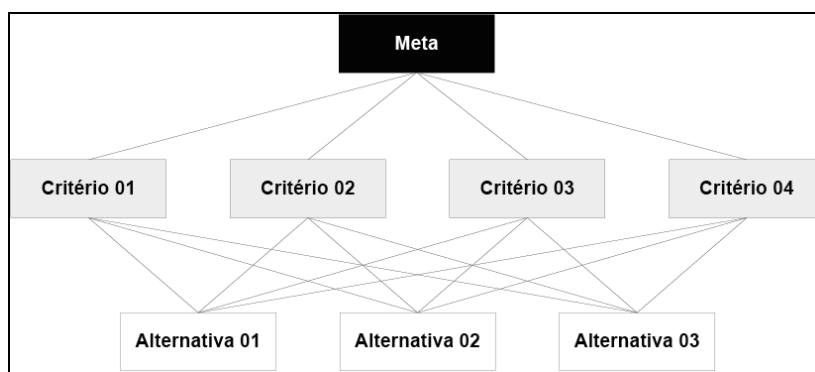 Meta
Critério 01
Critério 02
Critério 03
Critério 04
Alternativa 01
Alternativa 02
Alternativa 03